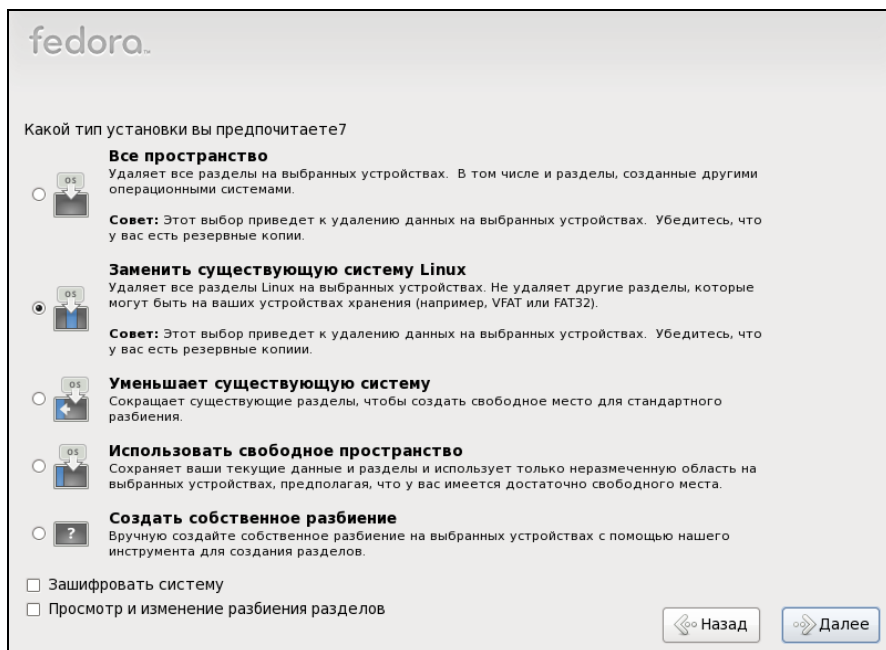 fedora
Какой тип установки вы предпочитаете7
Все пространство
Удаляет все разделы на выбранных устройствах. В том числе и разделы, созданные другими
операционными системами.
Совет: Этот выбор приведет к удалению данных на выбранных устройствах. Убедитесь, что
у вас есть резервные копии.
Заменить существующую систему Linux
Удаляет все разделы Linux на выбранных устройствах. Не удаляет другие разделы, которые
могут быть на ваших устройствах хранения (например, VFAT или FAT32).
Совет: Этот выбор приведет к удалению данных на выбранных устройствах. Убедитесь, что
у вас есть резервные копиии.
Уменьшает существующую систему
Сокращает существующие разделы, чтобы создать свободное место для стандартного
разбиения.
Использовать свободное пространство
Сохраняет ваши текущие данные и разделы и использует только неразмеченную область на
выбранных устройствах, предполагая, что у вас имеется достаточно свободного места.
Создать собственное разбиение
Вручную создайте собственное разбиение на выбранных устройствах с помощью нашего
инструмента для создания разделов.
OS
OS
OS
OS
?
Зашифровать систему
Просмотр и изменение разбиения разделов
Назад
Далее